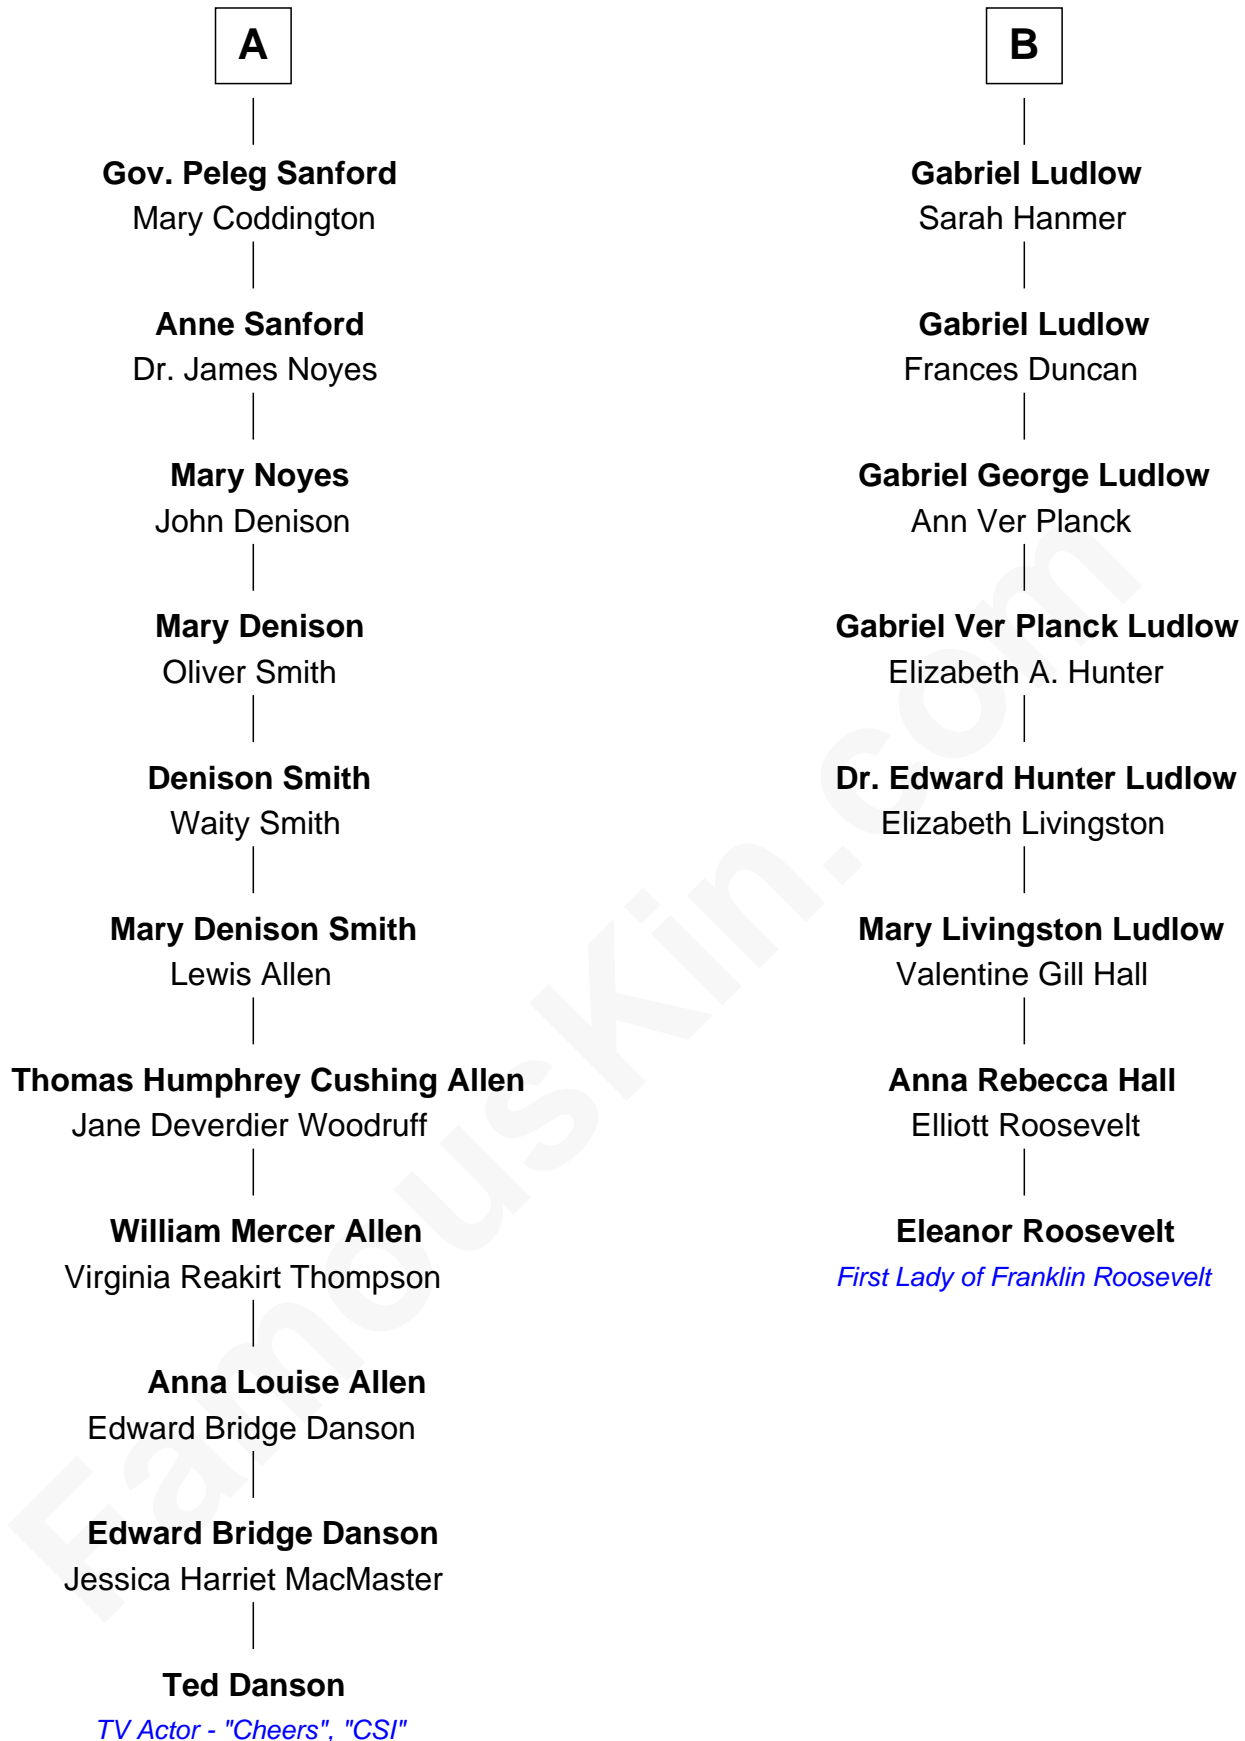 A
Gov. Peleg Sanford
Mary Coddington
Anne Sanford
Dr. James Noyes
Mary Noyes
John Denison
Mary Denison
Oliver Smith
Denison Smith
Waity Smith
Mary Denison Smith
Lewis Allen
Thomas Humphrey Cushing Allen
Jane Deverdier Woodruff
William Mercer Allen
Virginia Reakirt Thompson
Anna Louise Allen
Edward Bridge Danson
Edward Bridge Danson
Jessica Harriet MacMaster
Ted Danson
TV Actor - "Cheers", "CSI"
B
Gabriel Ludlow
Sarah Hanmer
Gabriel Ludlow
Frances Duncan
Gabriel George Ludlow
Ann Ver Planck
Gabriel Ver Planck Ludlow
Elizabeth A. Hunter
Dr. Edward Hunter Ludlow
Elizabeth Livingston
Mary Livingston Ludlow
Valentine Gill Hall
Anna Rebecca Hall
Elliott Roosevelt
Eleanor Roosevelt
First Lady of Franklin Roosevelt
FamousKin.com